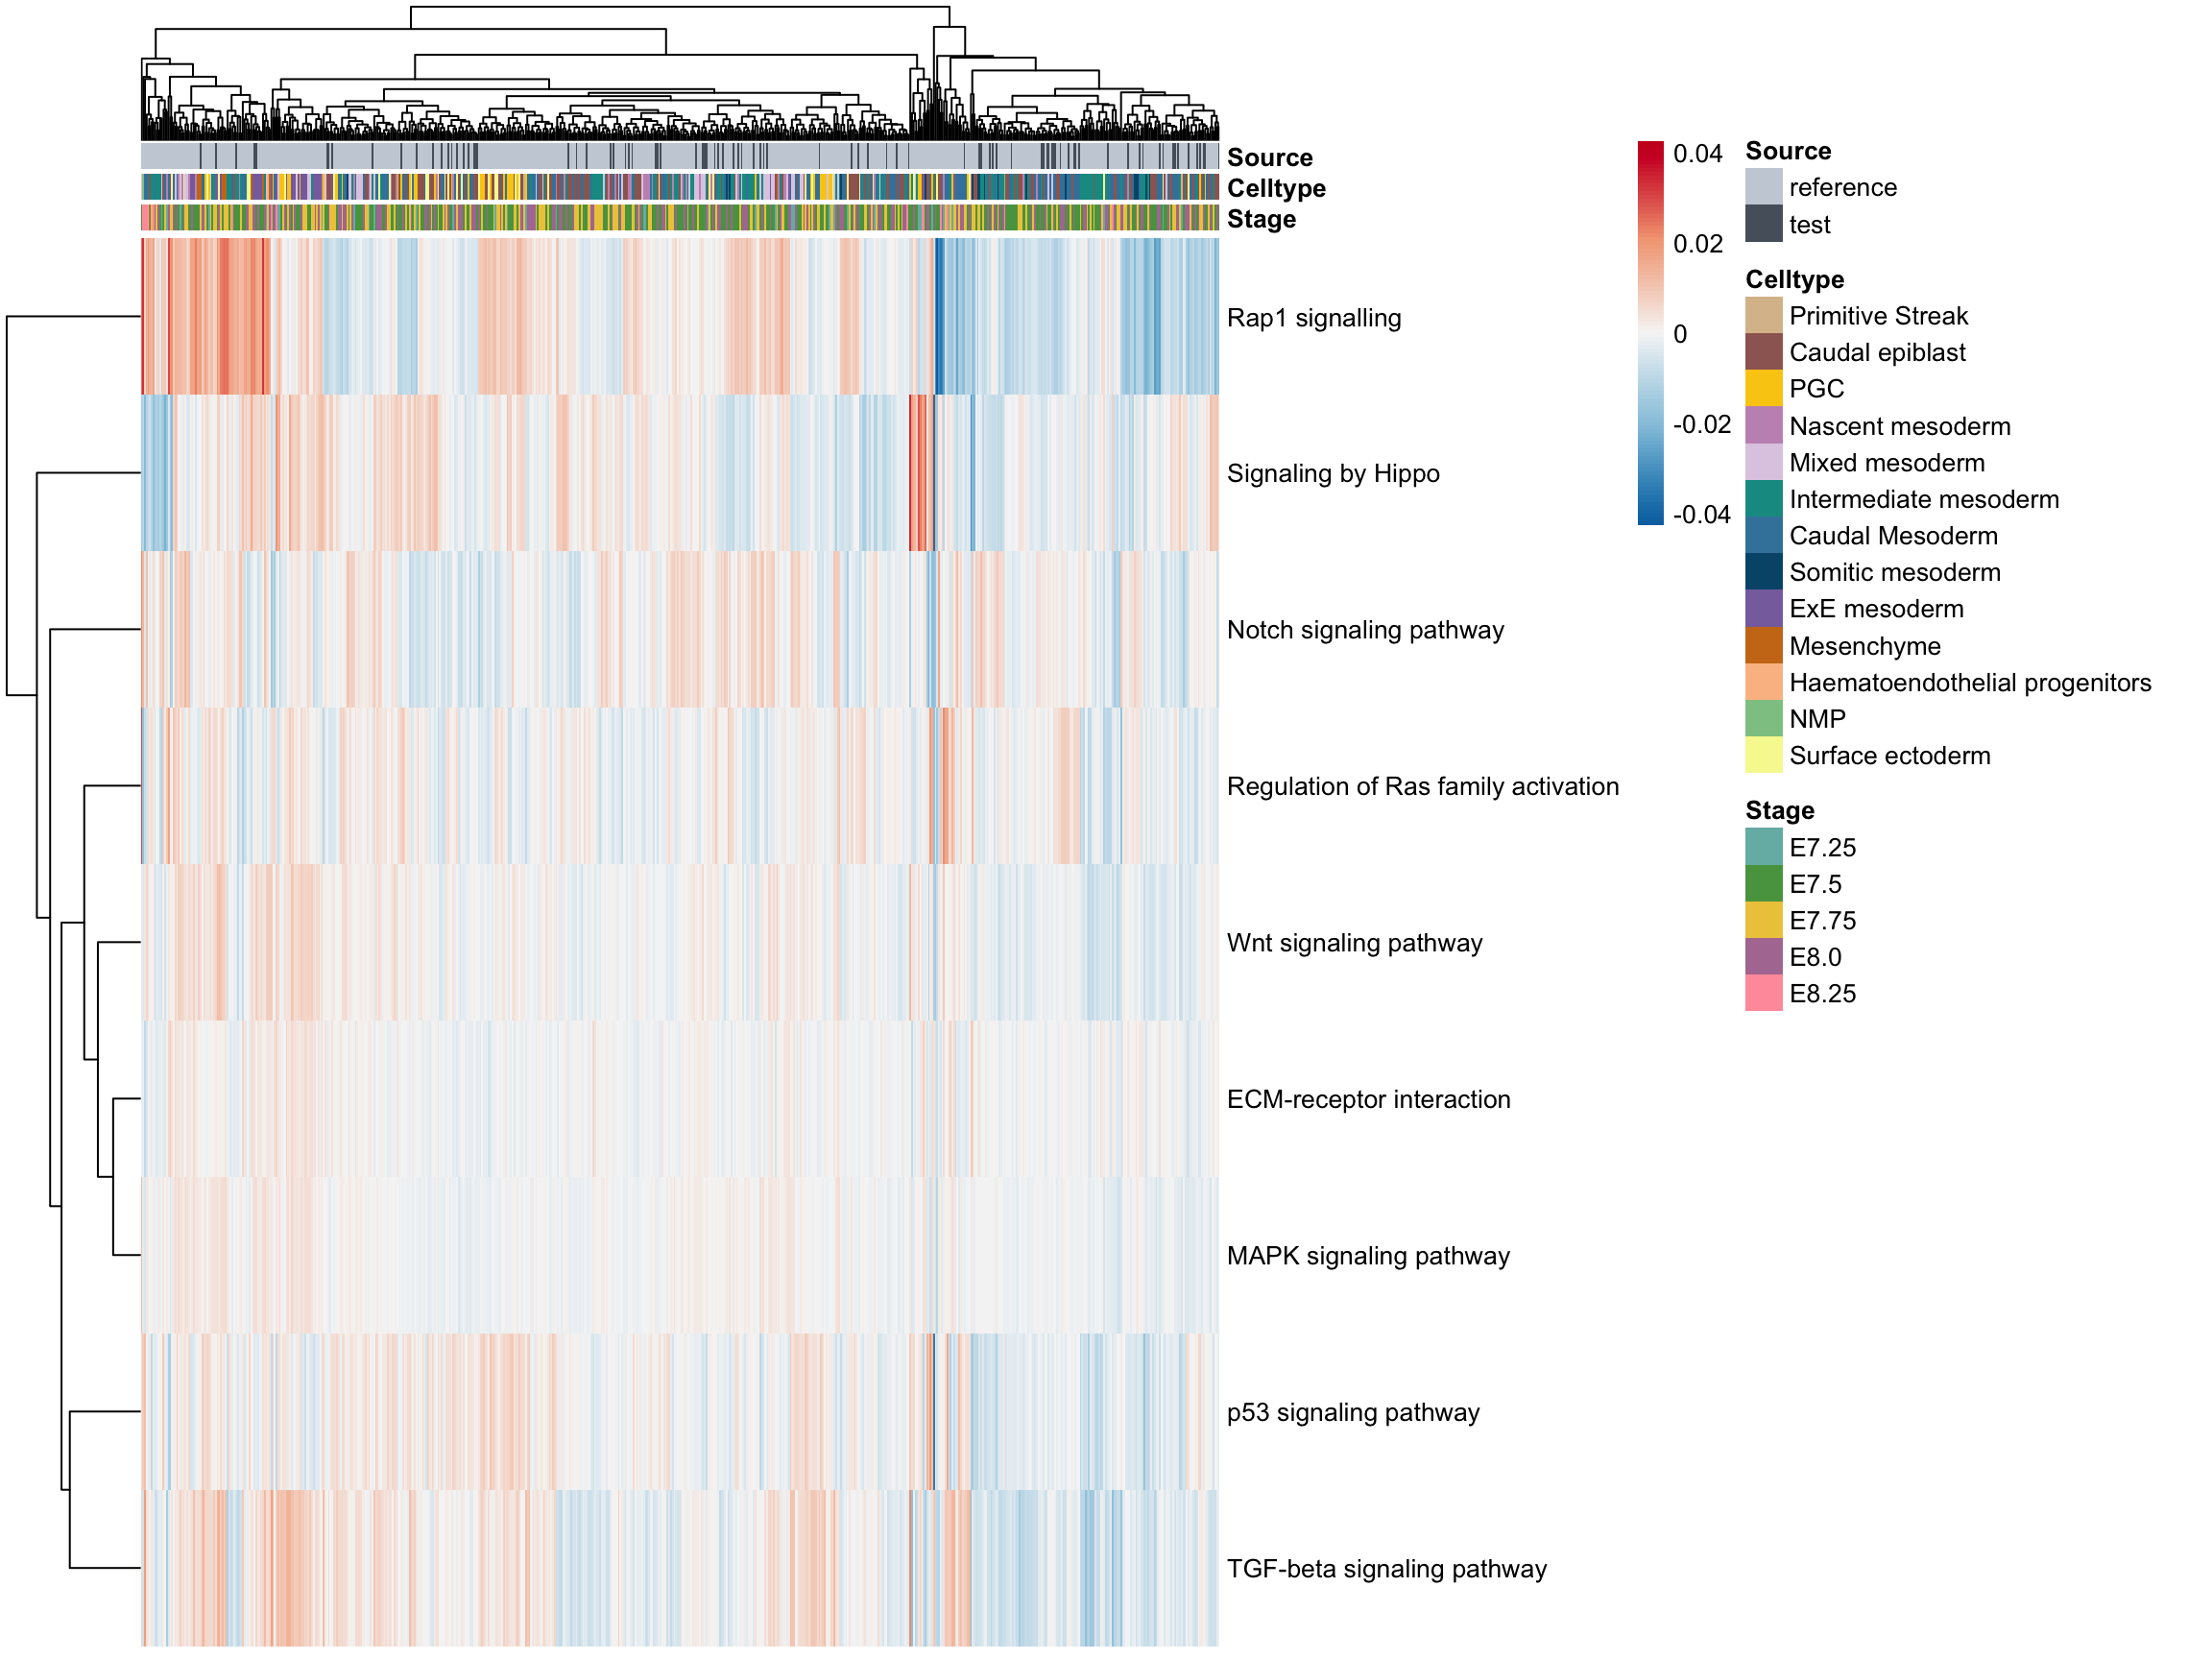 Source
Celltype
Stage
Rap1 signalling
Signaling by Hippo
Notch signaling pathway
Regulation of Ras family activation
Wnt signaling pathway
ECM-receptor interaction
MAPK signaling pathway
p53 signaling pathway
TGF-beta signaling pathway
0.04
0.02
0
-0.02
-0.04
Source
reference
test
Celltype
Primitive Streak
Caudal epiblast
PGC
Nascent mesoderm
Mixed mesoderm
Intermediate mesoderm
Caudal Mesoderm
Somitic mesoderm
ExE mesoderm
Mesenchyme
Haematoendothelial progenitors
NMP
Surface ectoderm
Stage
E7.25
E7.5
E7.75
E8.0
E8.25